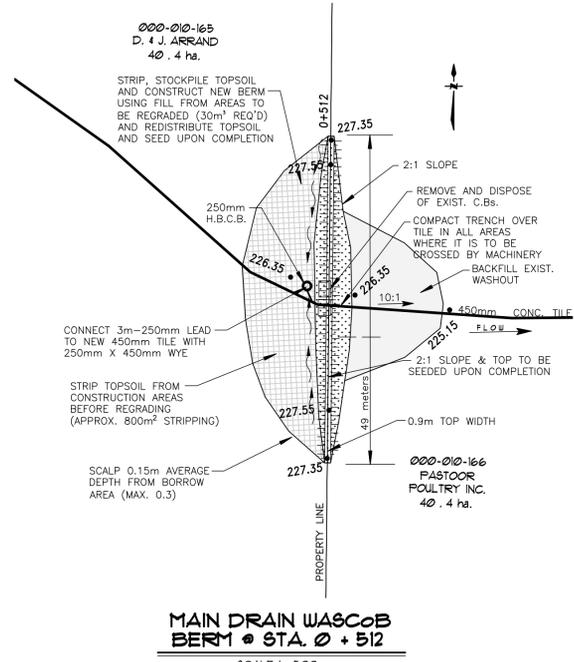 000-010-165
D. & J. ARRAND
40.4 ha.
STRIP, STOCKPILE TOPSOIL
AND CONSTRUCT NEW BERM
USING FILL FROM AREAS TO
BE REGRADED (30m³ REQ'D)
AND REDISTRIBUTE TOPSOIL
AND SEED UPON COMPLETION
0+512
227.35
N
227.55
2:1 SLOPE
REMOVE AND DISPOSE
OF EXIST. C.Bs.
250mm
H.B.C.B.
COMPACT TRENCH OVER
TILE IN ALL AREAS
WHERE IT IS TO BE
CROSSED BY MACHINERY
226.35
226.35
BACKFILL EXIST.
WASHOUT
10:1
450mm CONC. TILE
FLOW
225.15
CONNECT 3m-250mm LEAD
TO NEW 450mm TILE WITH
250mm X 450mm WYE
2:1 SLOPE & TOP TO BE
SEEDED UPON COMPLETION
STRIP TOPSOIL FROM
CONSTRUCTION AREAS
BEFORE REGRADING
(APPROX. 800m² STRIPPING)
49 meters
227.55
0.9m TOP WIDTH
SCALP 0.15m AVERAGE
DEPTH FROM BORROW
AREA (MAX. 0.3)
227.35
000-010-166
PASTOOR
POULTRY INC.
40.4 ha.
PROPERTY LINE
MAIN DRAIN WASCoB
BERM @ STA. 0 + 512